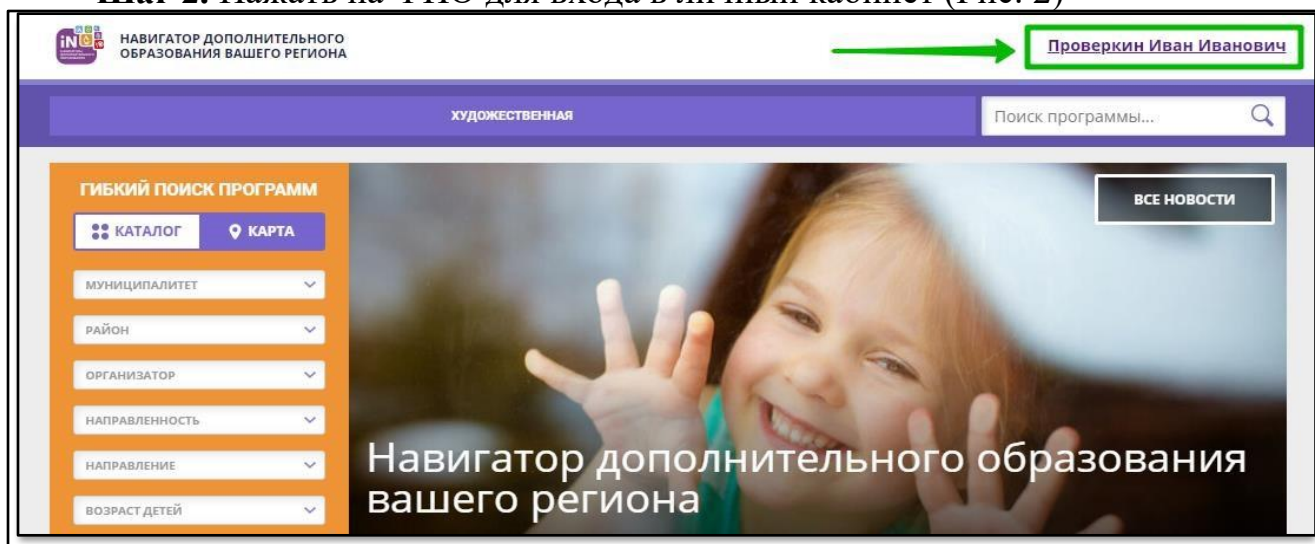 Шаг 2. Нажать на ФИО для входа в личный кабинет (Рис. 2)
НАВИГАТОР ДОПОЛНИТЕЛЬНОГО
ОБРАЗОВАНИЯ ВАШЕГО РЕГИОНА
Проверкин Иван Иванович
ХУДОЖЕСТВЕННАЯ
Поиск программы...
ГИБКИЙ ПОИСК ПРОГРАММ
КАТАЛОГ
КАРТА
ВСЕ НОВОСТИ
МУНИЦИПАЛИТЕТ
РАЙОН
ОРГАНИЗАТОР
НАПРАВЛЕННОСТЬ
НАПРАВЛЕНИЕ
ВОЗРАСТ ДЕТЕЙ
Навигатор дополнительного образования
вашего региона